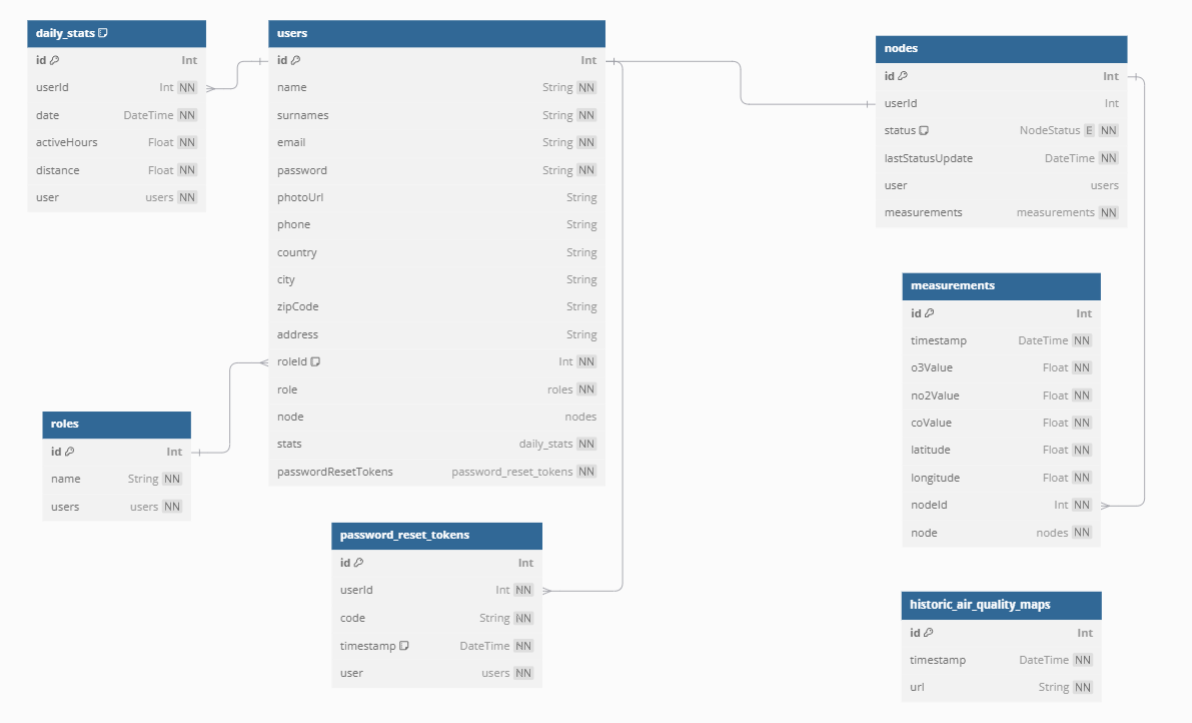 daily_stats
id Int
userId Int NN
date DateTime NN
activeHours Float NN
distance Float NN
user users NN
users
id Int
name String NN
surnames String NN
email String NN
password String NN
photoUrl String
phone String
country String
city String
zipCode String
address String
roleId Int NN
role roles NN
node nodes
stats daily_stats NN
passwordResetTokens password_reset_tokens NN
nodes
id Int
userId Int
status NodeStatus E NN
lastStatusUpdate DateTime NN
user users
measurements measurements NN
measurements
id Int
timestamp DateTime NN
o3Value Float NN
no2Value Float NN
coValue Float NN
latitude Float NN
longitude Float NN
nodeId Int NN
node nodes NN
roles
id Int
name String NN
users users NN
password_reset_tokens
id Int
userId Int NN
code String NN
timestamp DateTime NN
user users NN
historic_air_quality_maps
id Int
timestamp DateTime NN
url String NN